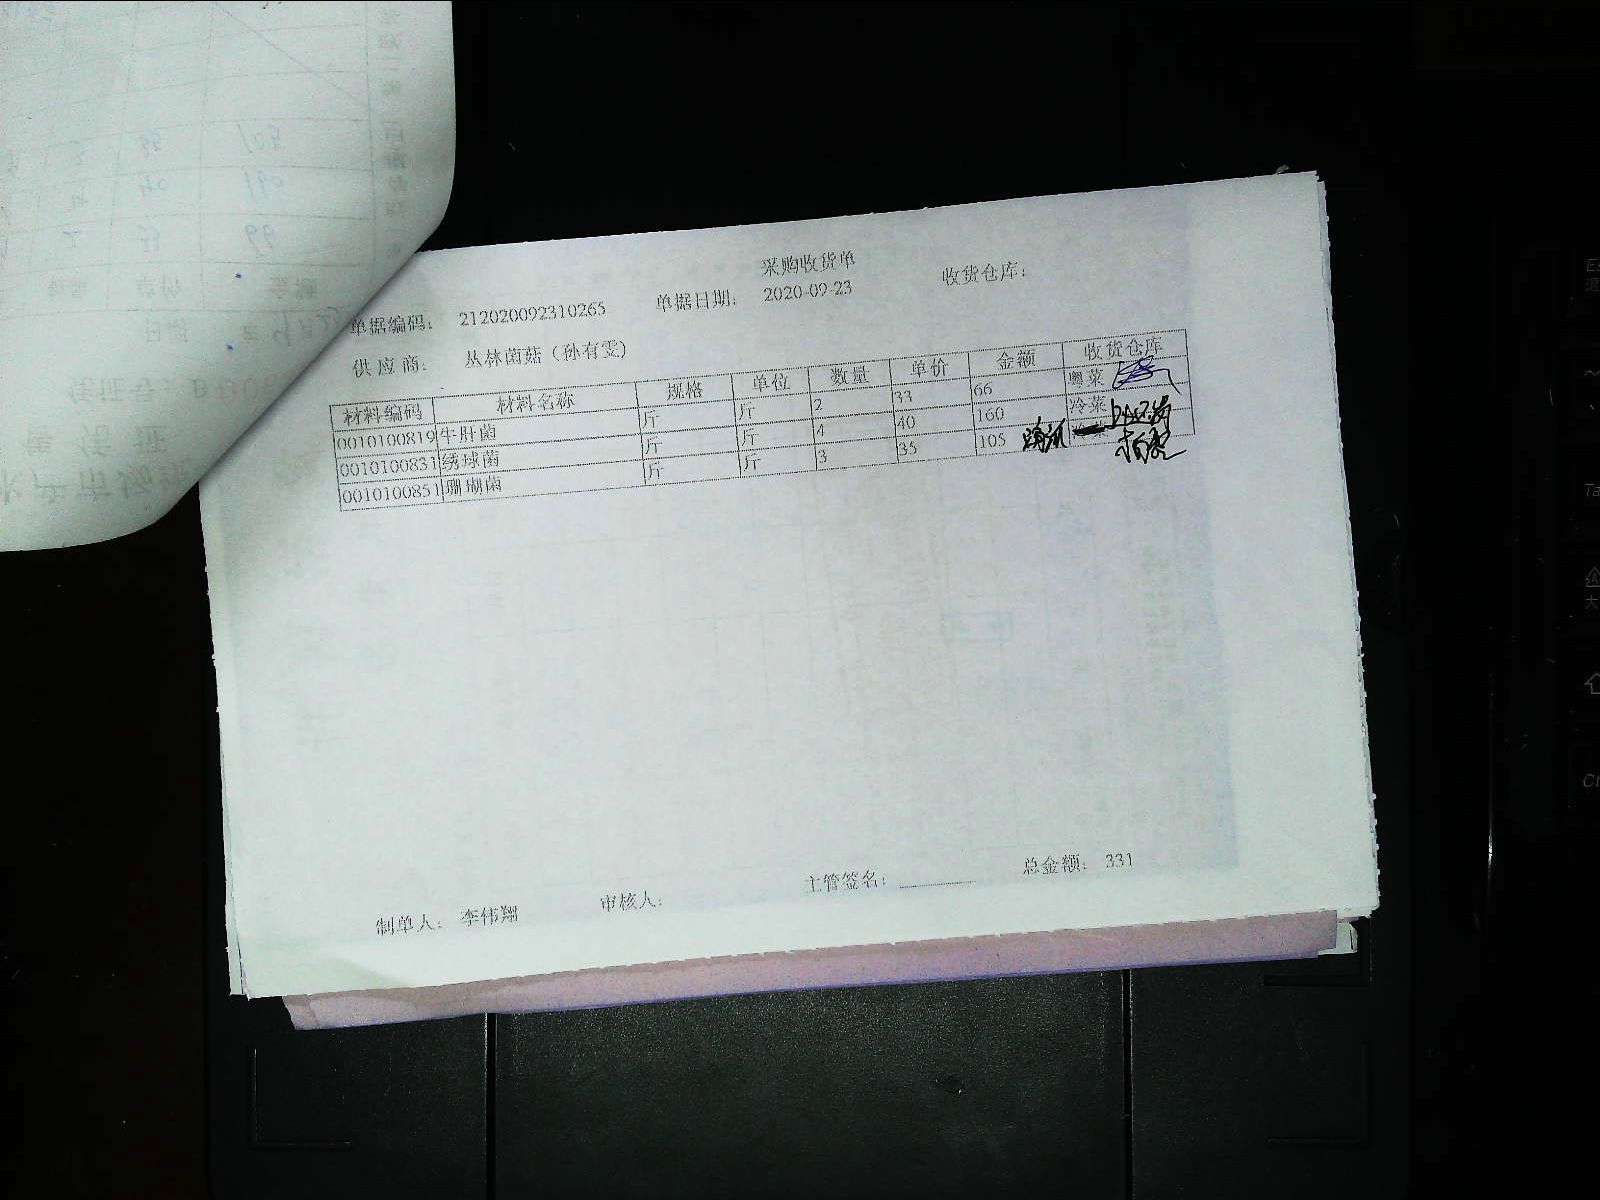 采购收货单
单据编码: 212020092310265 单据日期: 2020-09-23 收货仓库:
供应商: 丛林菌菇(孙有雯)
材料编码 材料名称 规格 单位 数量 单价 金额 收货仓库
0010100819 牛肝菌 斤 斤 2 33 66 粤菜
0010100831 绣球菌 斤 斤 4 40 160 冷菜
0010100851 珊瑚菌 斤 斤 3 35 105
制单人: 李伟翔 审核人: 主管签名: 总金额: 331